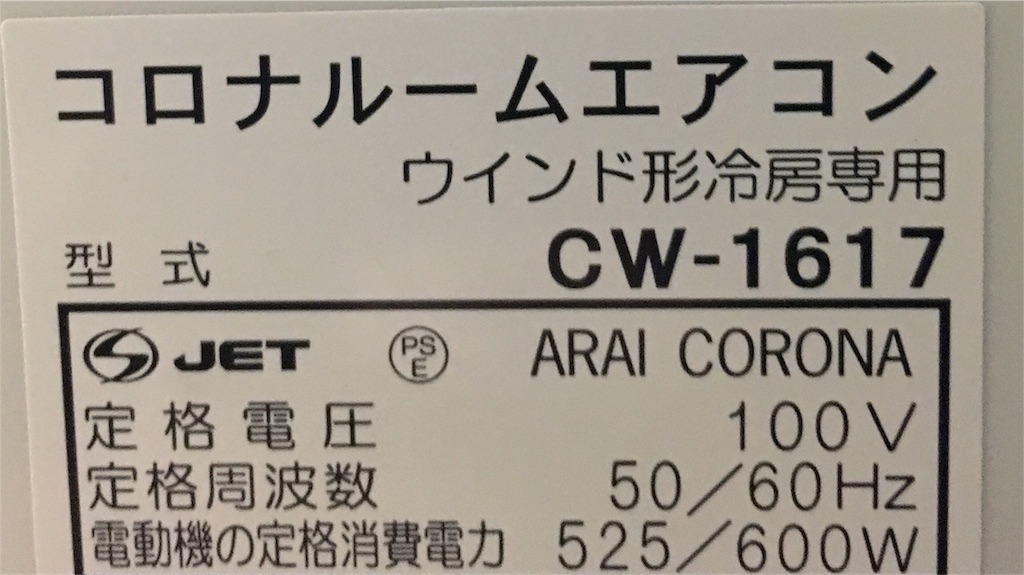 コロナルームエアコン
ウインド形冷房専用
型式 CW-1617
JET PSE ARAI CORONA
定格電圧 100V
定格周波数 50/60Hz
電動機の定格消費電力 525/600W